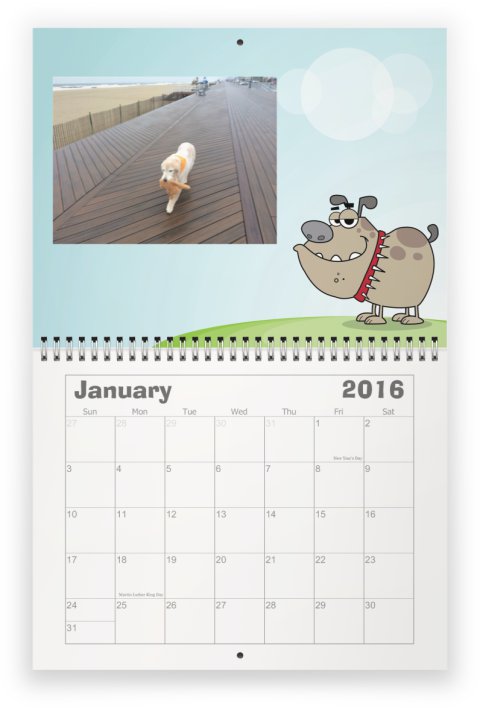 January 2016
Sun Mon Tue Wed Thu Fri Sat
27 28 29 30 31 1 2
New Year's Day
3 4 5 6 7 8 9
10 11 12 13 14 15 16
17 18 19 20 21 22 23
Martin Luther King Day
24 25 26 27 28 29 30
31